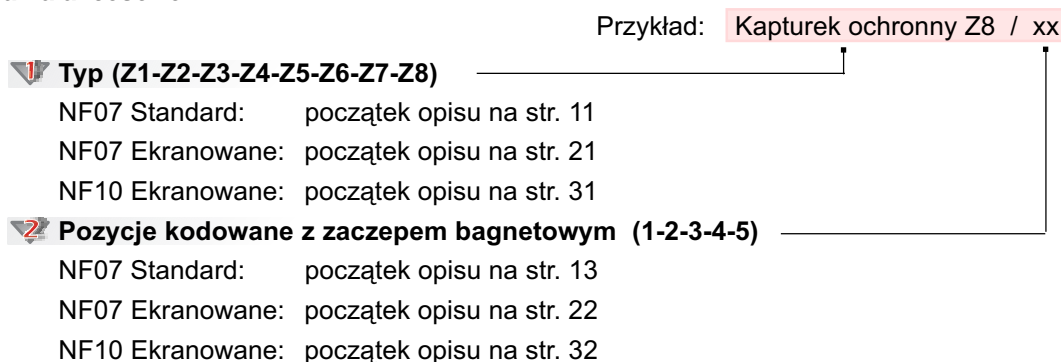 Przykład: Kapturek ochronny Z8 / xx
1 Typ (Z1-Z2-Z3-Z4-Z5-Z6-Z7-Z8)
NF07 Standard: początek opisu na str. 11
NF07 Ekranowane: początek opisu na str. 21
NF10 Ekranowane: początek opisu na str. 31
2 Pozycje kodowane z zaczepem bagnetowym (1-2-3-4-5)
NF07 Standard: początek opisu na str. 13
NF07 Ekranowane: początek opisu na str. 22
NF10 Ekranowane: początek opisu na str. 32